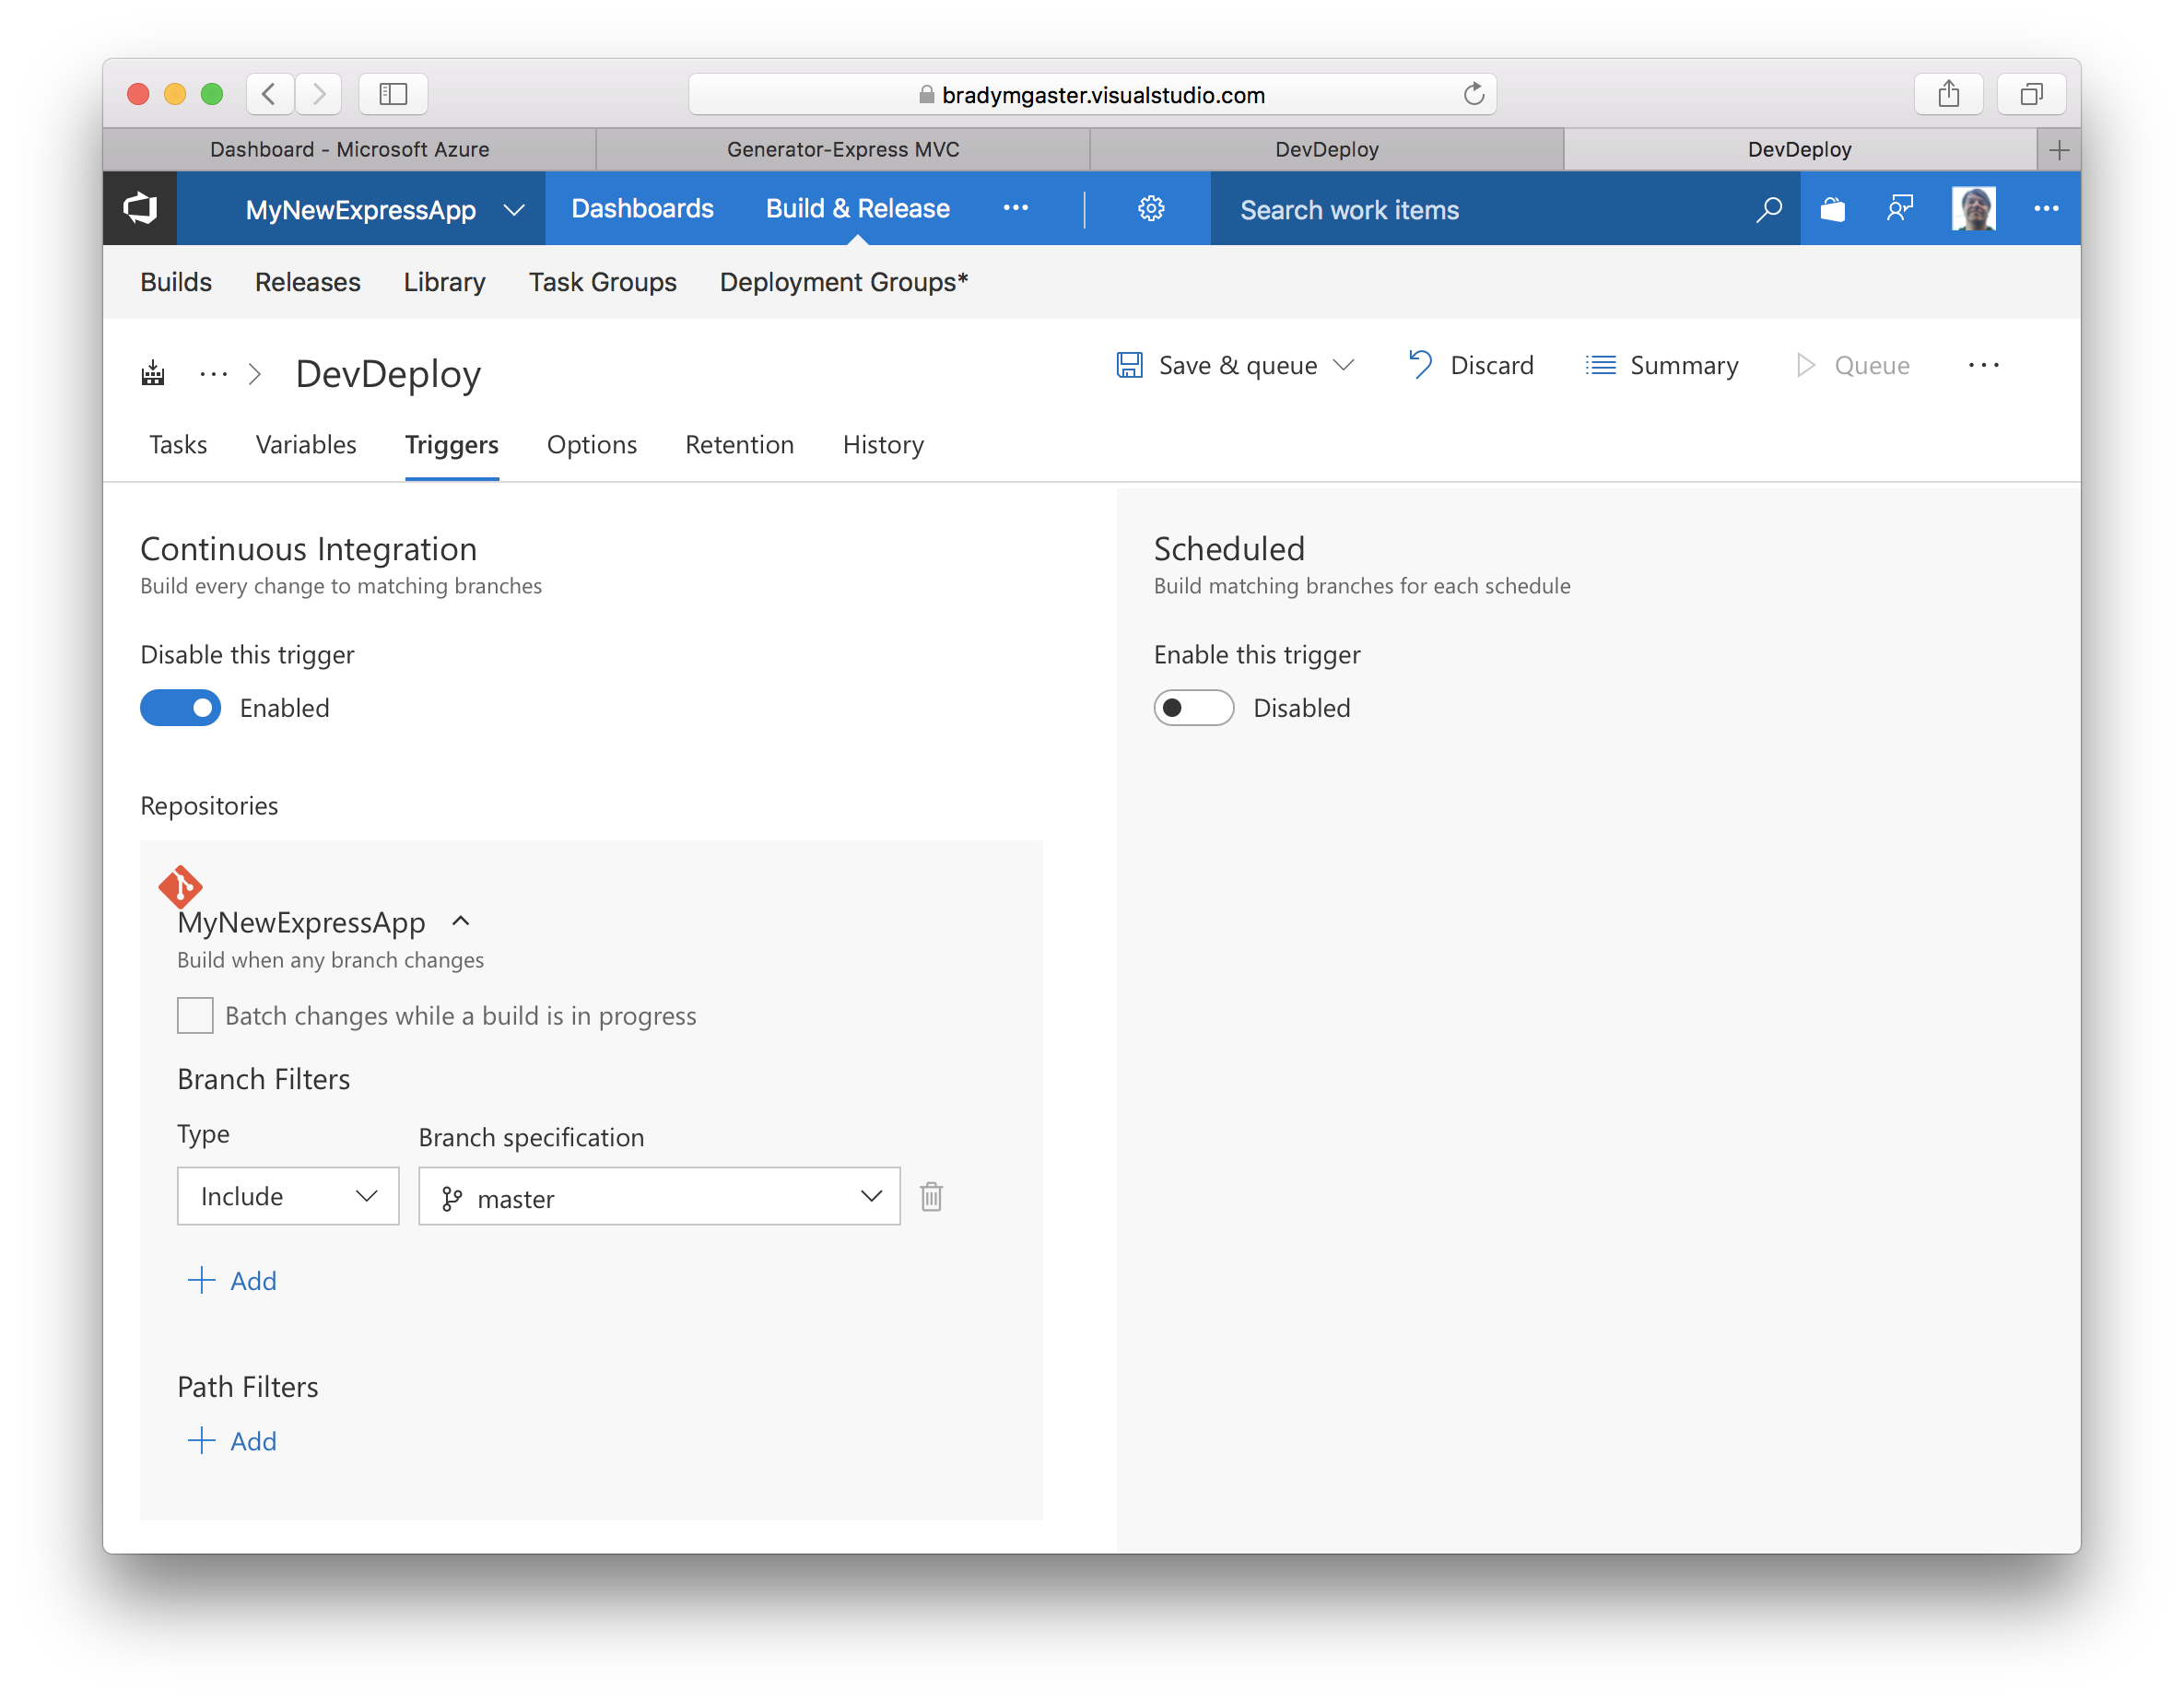 bradymgaster.visualstudio.com
Dashboard - Microsoft Azure
Generator-Express MVC
DevDeploy
DevDeploy
MyNewExpressApp
Dashboards
Build & Release
Search work items
Builds
Releases
Library
Task Groups
Deployment Groups*
DevDeploy
Save & queue
Discard
Summary
Queue
Tasks
Variables
Triggers
Options
Retention
History
Continuous Integration
Build every change to matching branches
Disable this trigger
Enabled
Scheduled
Build matching branches for each schedule
Enable this trigger
Disabled
Repositories
MyNewExpressApp
Build when any branch changes
Batch changes while a build is in progress
Branch Filters
Type
Branch specification
Include
master
Add
Path Filters
Add